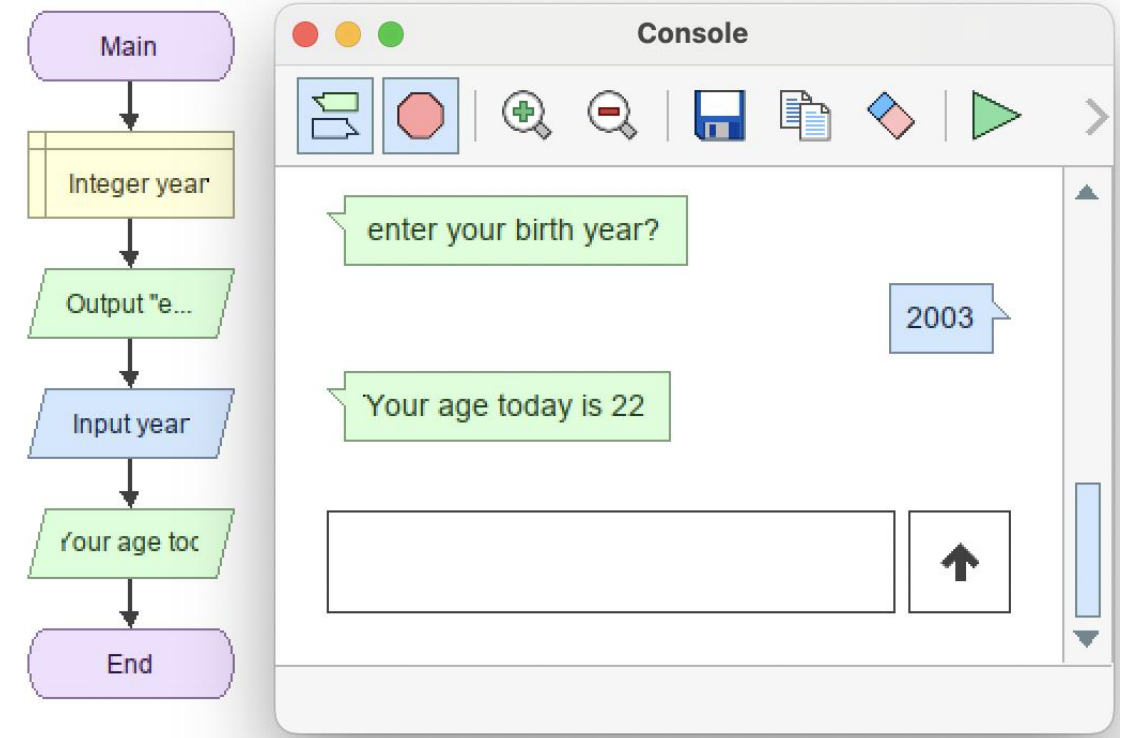 Main
Integer year
Output "e...
Input year
Your age toc
End
Console
enter your birth year?
2003
Your age today is 22